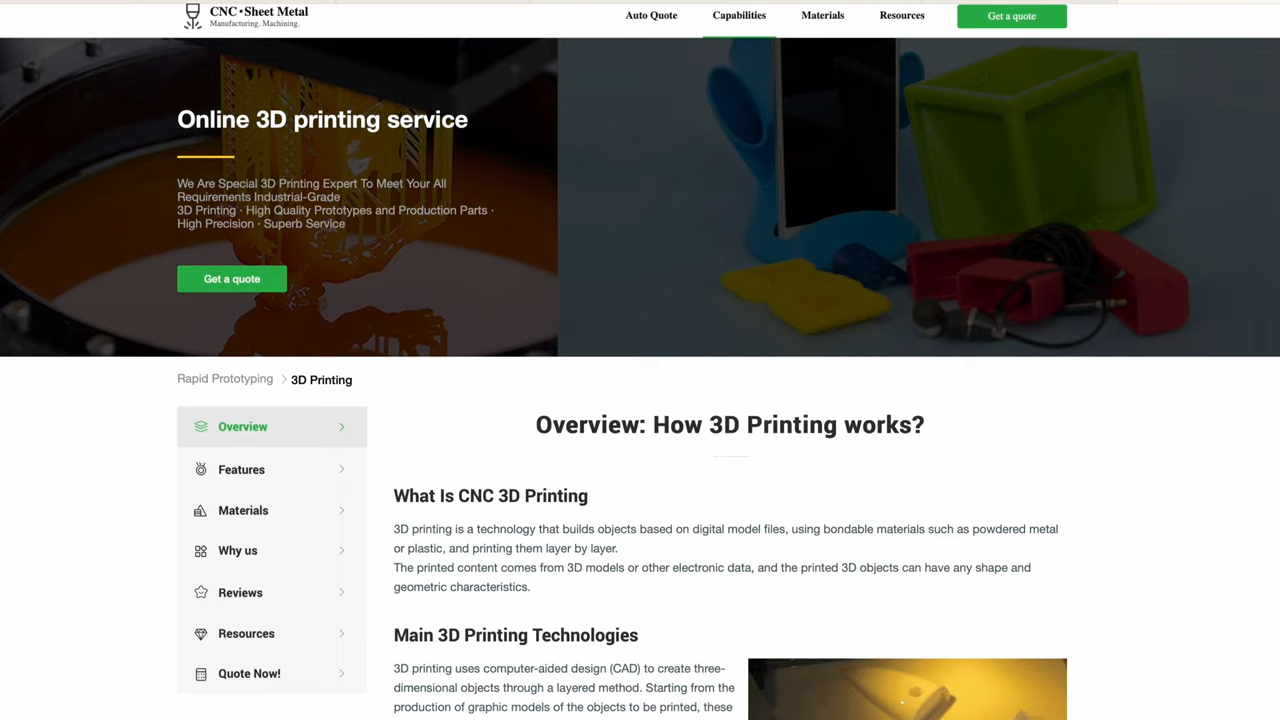 CNC•Sheet Metal
Manufacturing. Machining.
Auto Quote
Capabilities
Materials
Resources
Get a quote
Online 3D printing service
We Are Special 3D Printing Expert To Meet Your All
Requirements Industrial-Grade
3D Printing · High Quality Prototypes and Production Parts ·
High Precision · Superb Service
Get a quote
Rapid Prototyping
3D Printing
Overview
Features
Materials
Why us
Reviews
Resources
Quote Now!
Overview: How 3D Printing works?
What Is CNC 3D Printing
3D printing is a technology that builds objects based on digital model files, using bondable materials such as powdered metal
or plastic, and printing them layer by layer.
The printed content comes from 3D models or other electronic data, and the printed 3D objects can have any shape and
geometric characteristics.
Main 3D Printing Technologies
3D printing uses computer-aided design (CAD) to create three-
dimensional objects through a layered method. Starting from the
production of graphic models of the objects to be printed, these